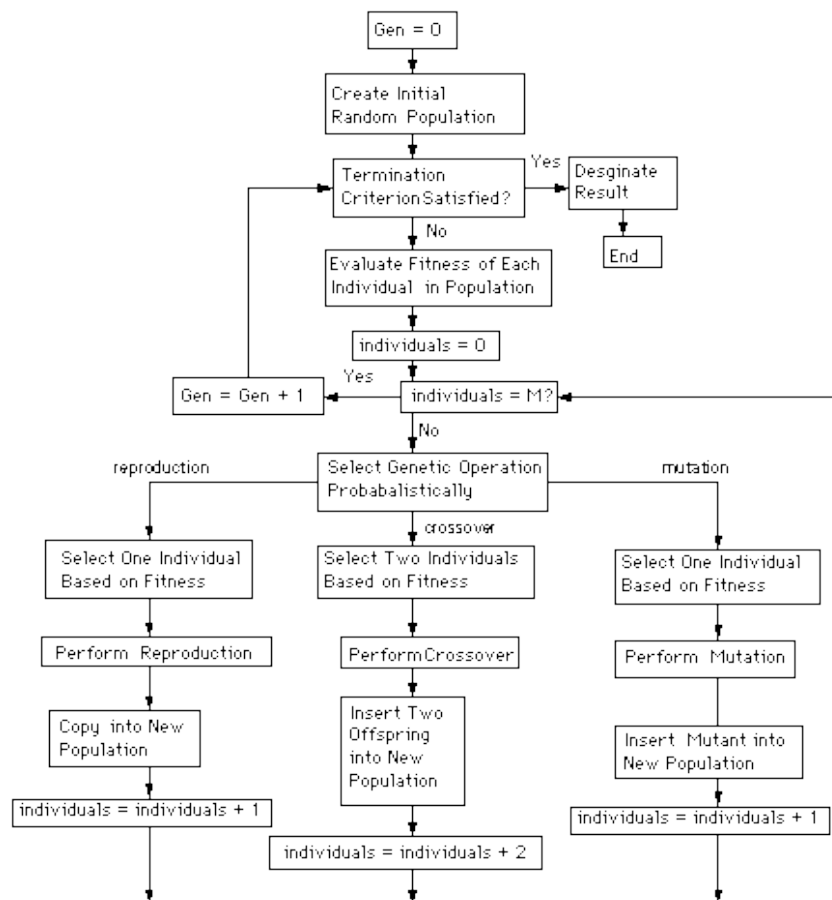 Gen = 0
Create Initial
Random Population
Termination
Criterion Satisfied?
Yes
Desginate
Result
End
No
Evaluate Fitness of Each
Individual in Population
individuals = 0
Yes
Gen = Gen + 1
individuals = M?
No
reproduction
Select Genetic Operation
Probabalistically
mutation
crossover
Select One Individual
Based on Fitness
Select Two Individuals
Based on Fitness
Select One Individual
Based on Fitness
Perform Reproduction
Perform Crossover
Perform Mutation
Copy into New
Population
Insert Two
Offspring
into New
Population
Insert Mutant into
New Population
individuals = individuals + 1
individuals = individuals + 2
individuals = individuals + 1